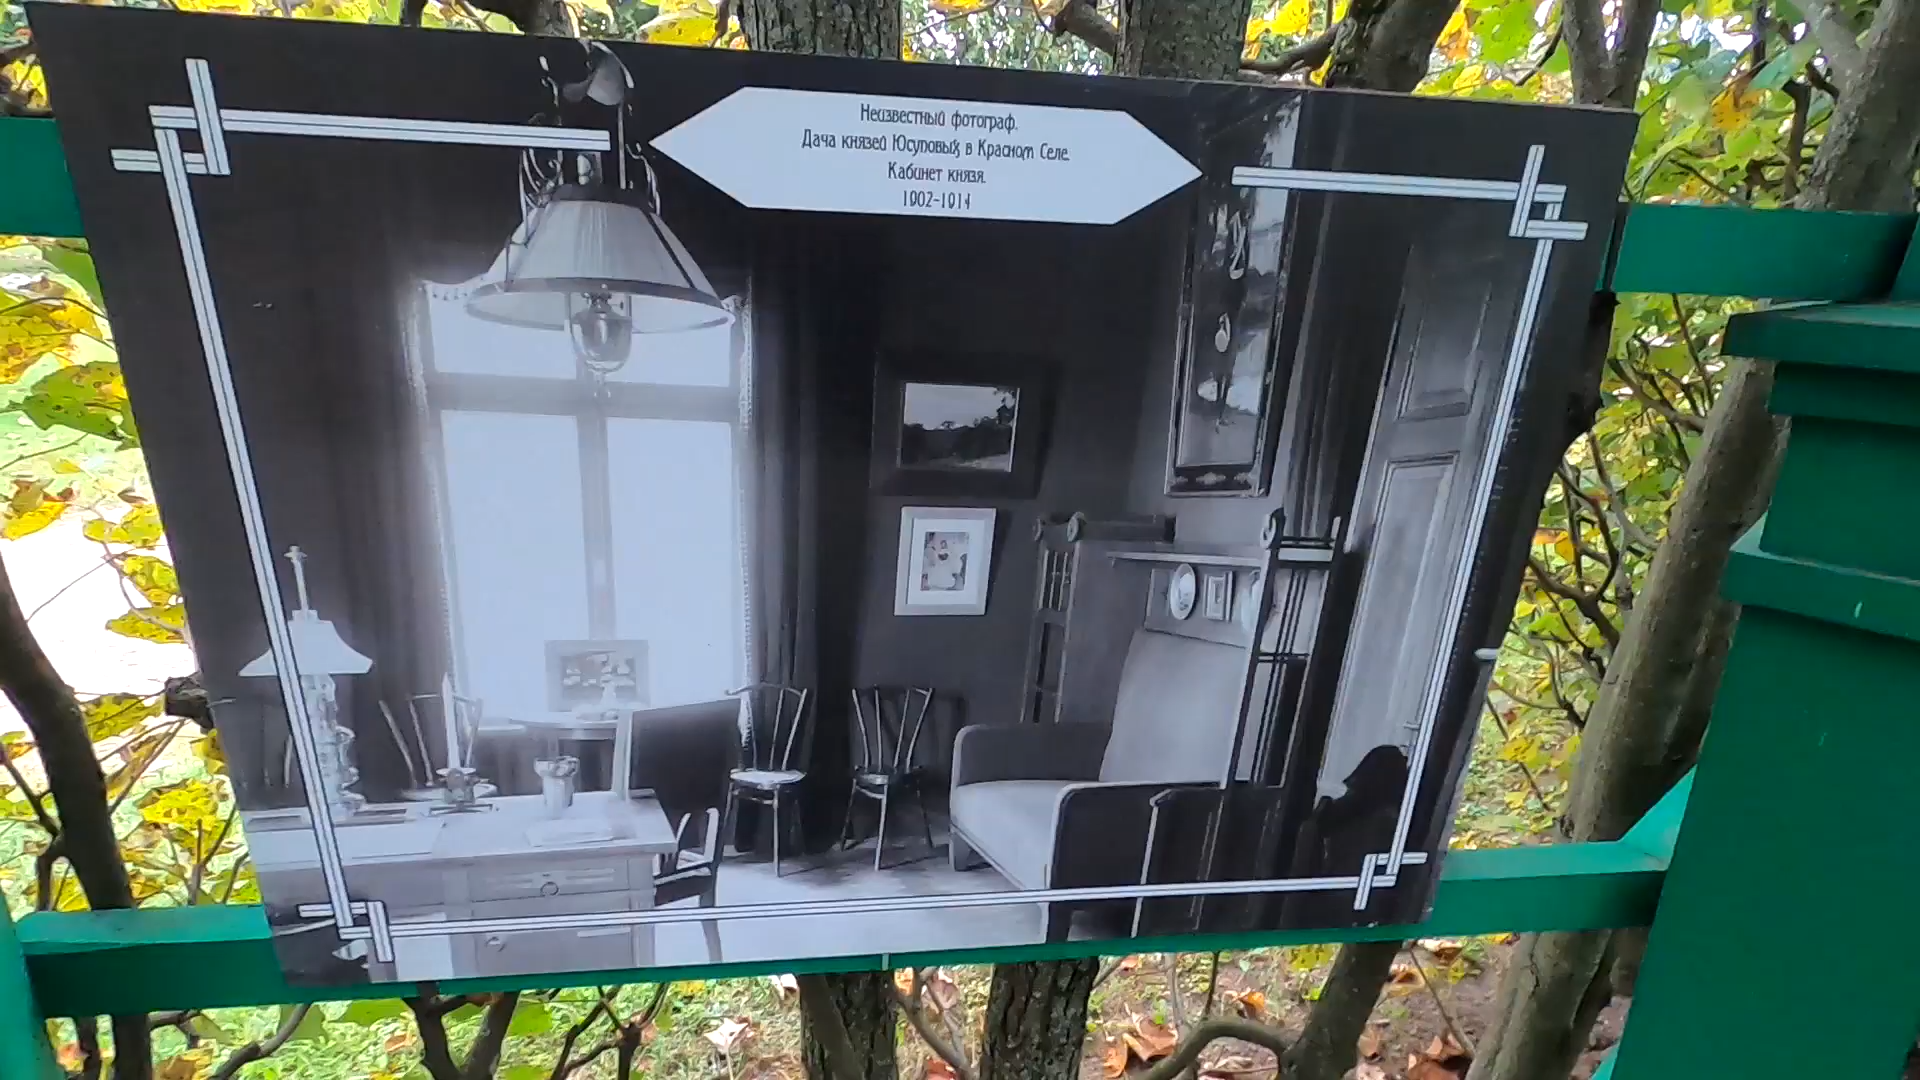 Неизвестный фотограф.
Дача князей Юсуповых в Красном Селе.
Кабинет князя.
1902-1914